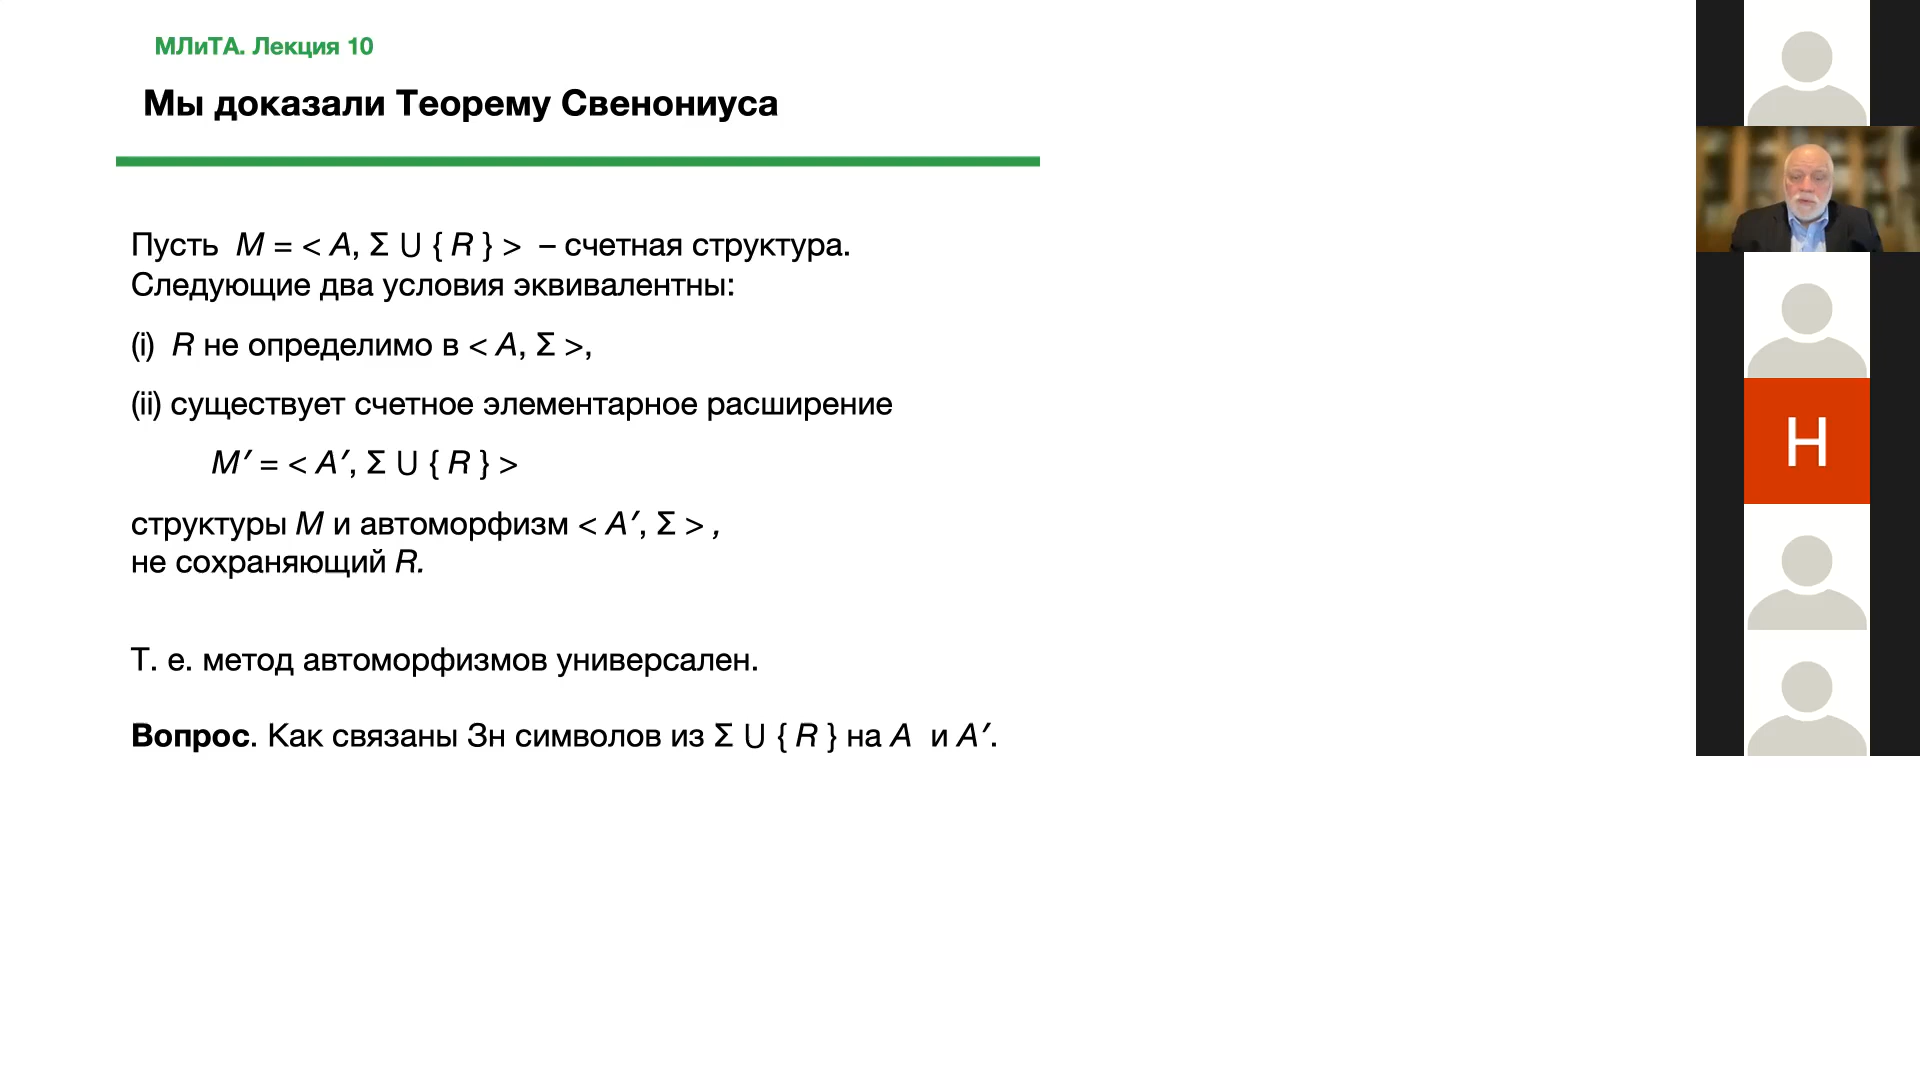 МЛиТА. Лекция 10
Мы доказали Теорему Свенониуса
Пусть M = < A, Σ ∪ { R } > – счетная структура.
Следующие два условия эквивалентны:
(i) R не определимо в < A, Σ >,
(ii) существует счетное элементарное расширение
M′ = < A′, Σ ∪ { R } >
структуры M и автоморфизм < A′, Σ > ,
не сохраняющий R.
Т. е. метод автоморфизмов универсален.
Вопрос. Как связаны Зн символов из Σ ∪ { R } на A и A′.
H